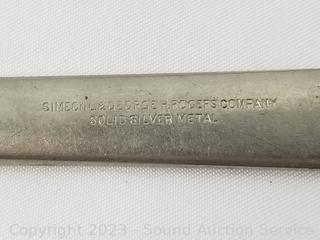 SIMEON L & GEORGE H. ROGERS COMPANY
SOLID SILVER METAL
Copyright 2023 - Sound Auction Service